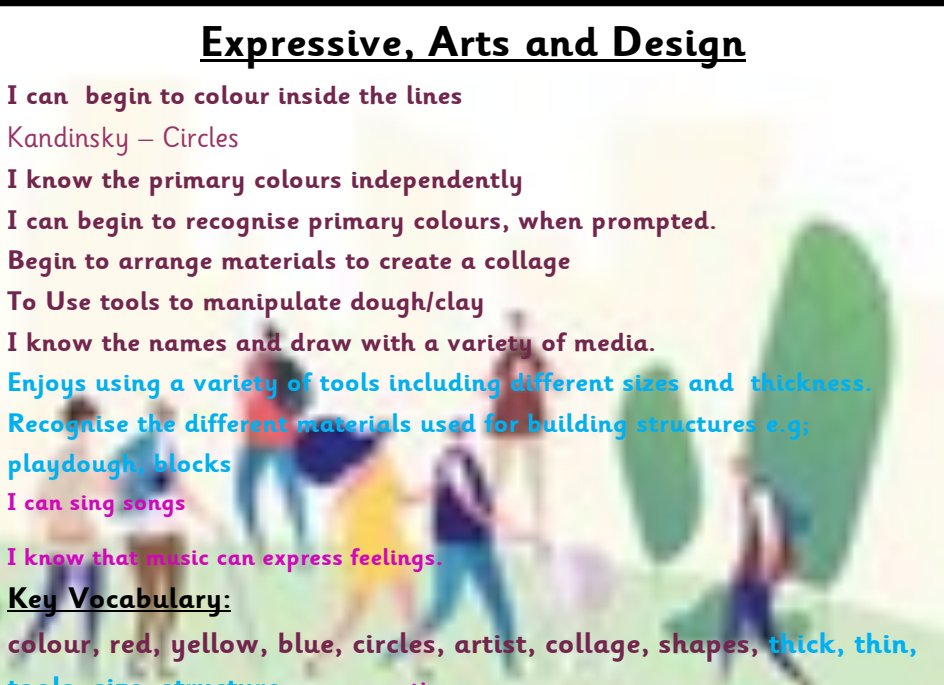 Expressive, Arts and Design
I can  begin to colour inside the lines
Kandinsky – Circles
I know the primary colours independently
I can begin to recognise primary colours, when prompted.
Begin to arrange materials to create a collage
To Use tools to manipulate dough/clay
I know the names and draw with a variety of media.
Enjoys using a variety of tools including different sizes and  thickness.
Recognise the different materials used for building structures e.g;
playdough, blocks
I can sing songs
I know that music can express feelings.
Key Vocabulary:
colour, red, yellow, blue, circles, artist, collage, shapes, thick, thin,
tools, size, structure